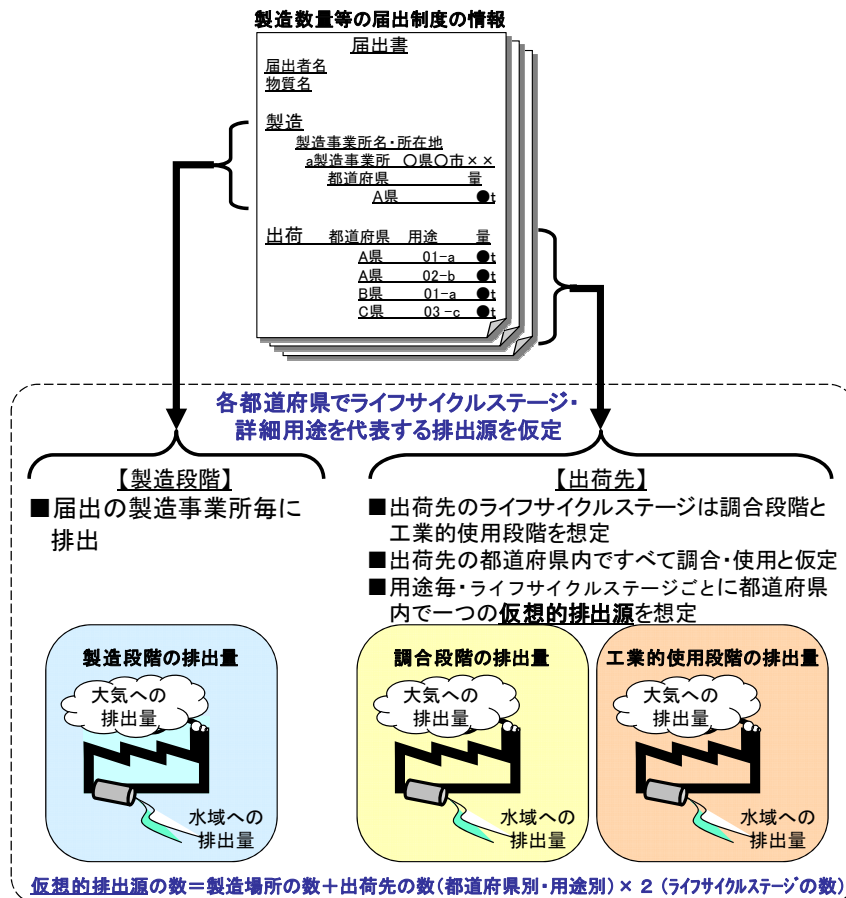 製造数量等の届出制度の情報
届出書
届出者名
物質名
製造
製造事業所名・所在地
a製造事業所 〇県〇市××
都道府県 量
A県 ●t
出荷 都道府県 用途 量
A県 01-a ●t
A県 02-b ●t
B県 01-a ●t
C県 03-c ●t
各都道府県でライフサイクルステージ・
詳細用途を代表する排出源を仮定
【製造段階】
■届出の製造事業所毎に
排出
【出荷先】
■出荷先のライフサイクルステージは調合段階と
工業的使用段階を想定
■出荷先の都道府県内ですべて調合・使用と仮定
■用途毎・ライフサイクルステージごとに都道府県
内で一つの仮想的排出源を想定
製造段階の排出量
大気への
排出量
水域への
排出量
調合段階の排出量
大気への
排出量
水域への
排出量
工業的使用段階の排出量
大気への
排出量
水域への
排出量
仮想的排出源の数=製造場所の数+出荷先の数(都道府県別・用途別)×2(ライフサイクルステージの数)